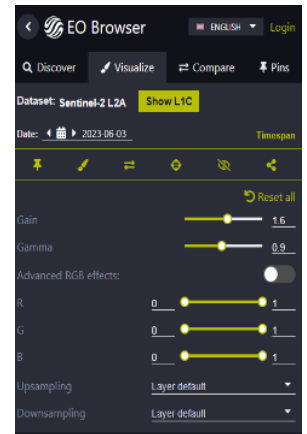 EO Browser ENGLISH Login
Discover Visualize Compare Pins
Dataset: Sentinel-2 L2A Show L1C
Date: 2023-06-03 Timespan
Reset all
Gain 1.6
Gamma 0.9
Advanced RGB effects:
R 0 1
G 0 1
B 0 1
Upsampling Layer default
Downsampling Layer default